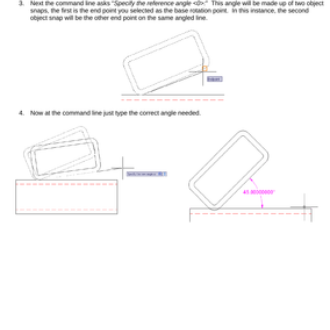 3. Next the command line asks "Specify the reference angle <0>:" This angle will be made up of two object
snaps, the first is the end point you selected as the base rotation point. In this instance, the second
object snap will be the other end point on the same angled line.
4. Now at the command line just type the correct angle needed.